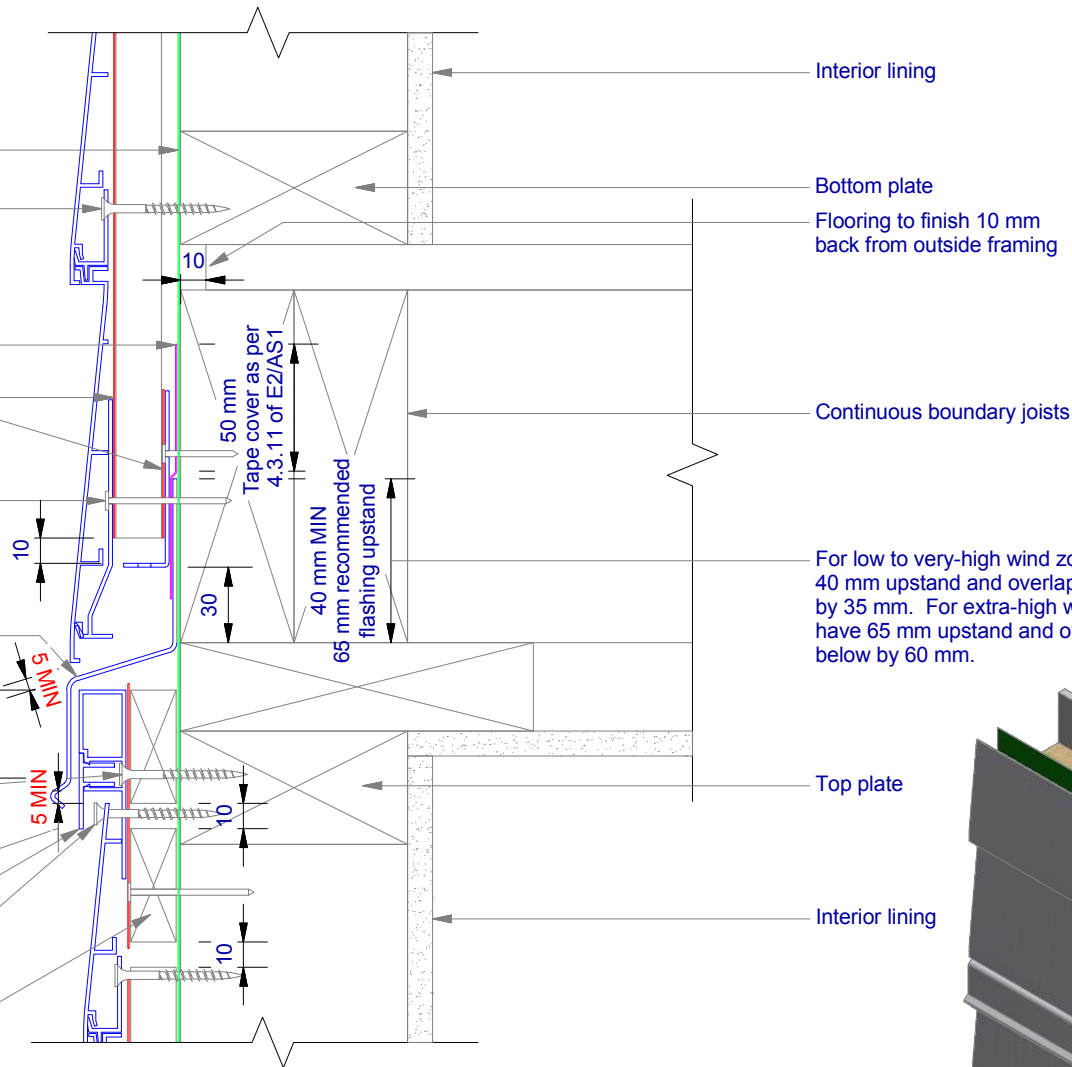 Interior lining
Bottom plate
Flooring to finish 10 mm
back from outside framing
10
50 mm
Tape cover as per
4.3.11 of E2/AS1
Continuous boundary joists
10
30
40 mm MIN
65 mm recommended
flashing upstand
For low to very-high wind
40 mm upstand and overlap
by 35 mm. For extra-high
have 65 mm upstand and
below by 60 mm.
5 MIN
5 MIN
10
Top plate
Interior lining
10